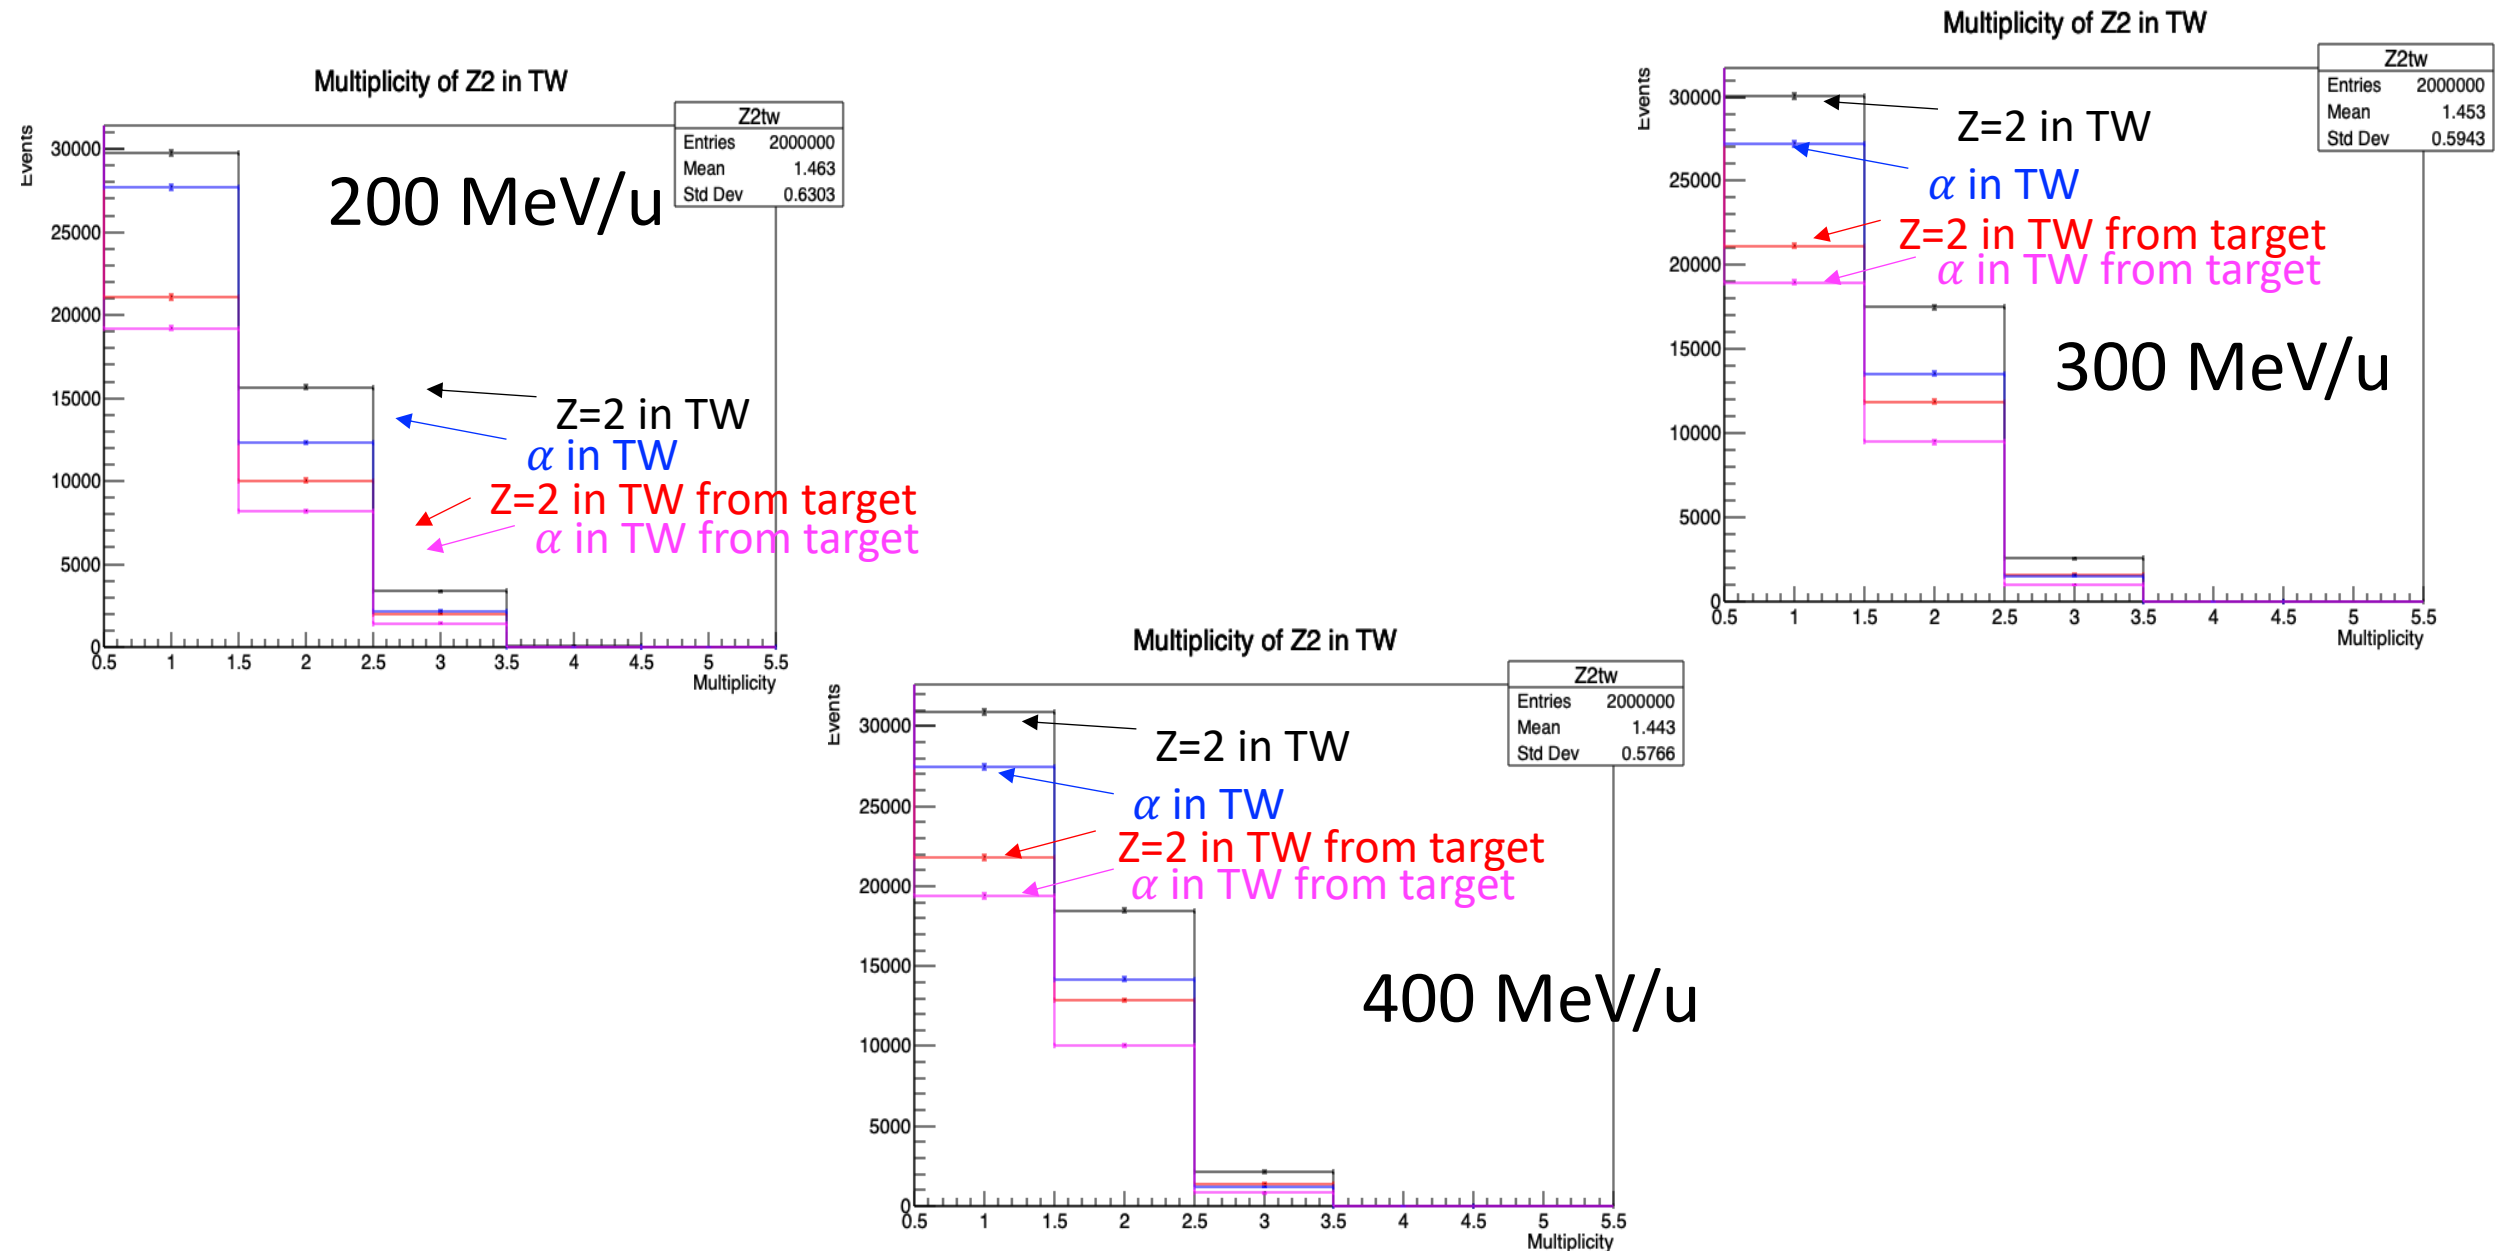 Multiplicity of Z2 in TW
Z2tw
Entries 2000000
Mean 1.463
Std Dev 0.6303
Events
30000
25000
20000
15000
10000
5000
0
200 MeV/u
Z=2 in TW
α in TW
Z=2 in TW from target
α in TW from target
0.5 1 1.5 2 2.5 3 3.5 4 4.5 5 5.5
Multiplicity
Multiplicity of Z2 in TW
Z2tw
Entries 2000000
Mean 1.453
Std Dev 0.5943
Events
30000
25000
20000
15000
10000
5000
0
Z=2 in TW
α in TW
Z=2 in TW from target
α in TW from target
300 MeV/u
0.5 1 1.5 2 2.5 3 3.5 4 4.5 5 5.5
Multiplicity
Multiplicity of Z2 in TW
Z2tw
Entries 2000000
Mean 1.443
Std Dev 0.5766
Events
30000
25000
20000
15000
10000
5000
0
Z=2 in TW
α in TW
Z=2 in TW from target
α in TW from target
400 MeV/u
0.5 1 1.5 2 2.5 3 3.5 4 4.5 5 5.5
Multiplicity